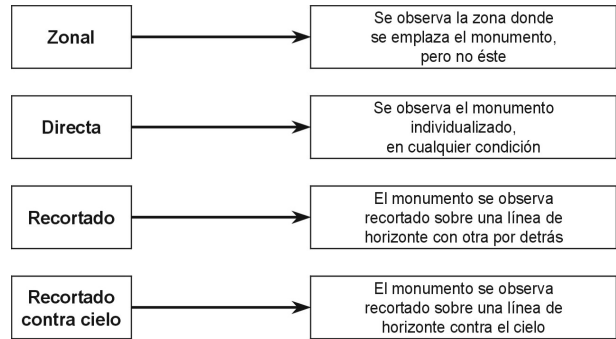 Zonal
Se observa la zona donde
se emplaza el monumento,
pero no éste
Directa
Se observa el monumento
individualizado,
en cualquier condición
Recortado
El monumento se observa
recortado sobre una línea de
horizonte con otra por detrás
Recortado
contra cielo
El monumento se observa
recortado sobre una línea de
horizonte contra el cielo